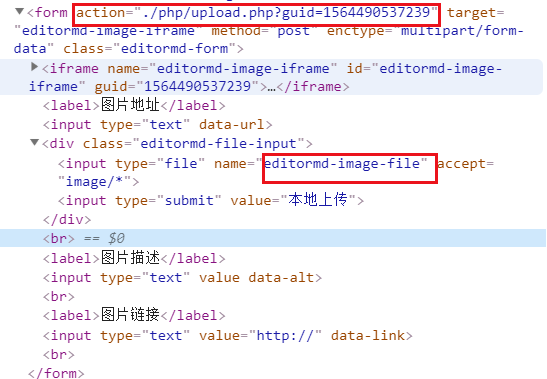 ▼<form action="./php/upload.php?guid=1564490537239" target=
"editormd-image-iframe" method="post" enctype="multipart/form-
data" class="editormd-form">
▶<iframe name="editormd-image-iframe" id="editormd-image-
iframe" guid="1564490537239">…</iframe>
<label>图片地址</label>
<input type="text" data-url>
▼<div class="editormd-file-input">
<input type="file" name="editormd-image-file" accept=
"image/*">
<input type="submit" value="本地上传">
</div>
<br> == $0
<label>图片描述</label>
<input type="text" value data-alt>
<br>
<label>图片链接</label>
<input type="text" value="http://" data-link>
<br>
</form>